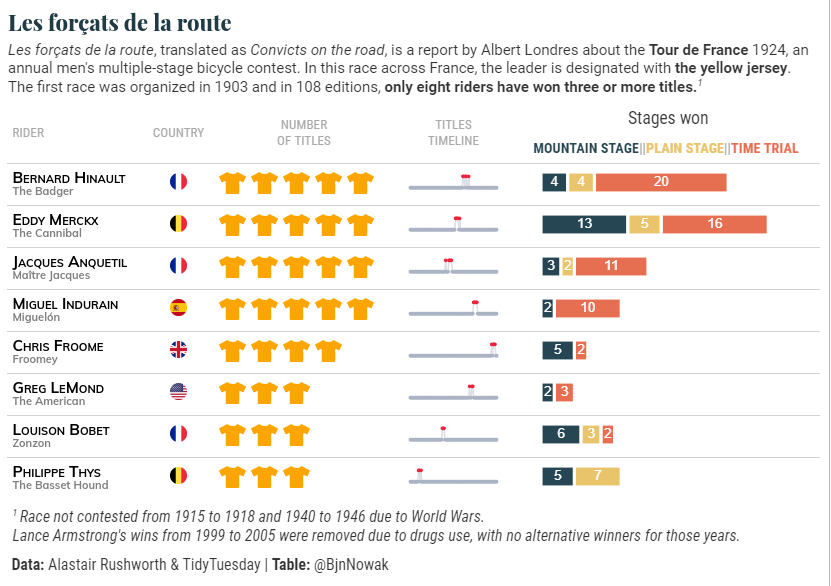 Les forçats de la route
Les forçats de la route, translated as Convicts on the road, is a report by Albert Londres about the Tour de France 1924, an
annual men's multiple-stage bicycle contest. In this race across France, the leader is designated with the yellow jersey.
The first race was organized in 1903 and in 108 editions, only eight riders have won three or more titles.¹
RIDER COUNTRY NUMBER OF TITLES TITLES TIMELINE Stages won
MOUNTAIN STAGE||PLAIN STAGE||TIME TRIAL
BERNARD HINAULT 4 4 20
The Badger
EDDY MERCKX 13 5 16
The Cannibal
JACQUES ANQUETIL 3 2 11
Maître Jacques
MIGUEL INDURAIN 2 10
Miguelón
CHRIS FROOME 5 2
Froomey
GREG LEMOND 2 3
The American
LOUISON BOBET 6 3 2
Zonzon
PHILIPPE THYS 5 7
The Basset Hound
¹ Race not contested from 1915 to 1918 and 1940 to 1946 due to World Wars.
Lance Armstrong's wins from 1999 to 2005 were removed due to drugs use, with no alternative winners for those years.
Data: Alastair Rushworth & TidyTuesday | Table: @BjnNowak